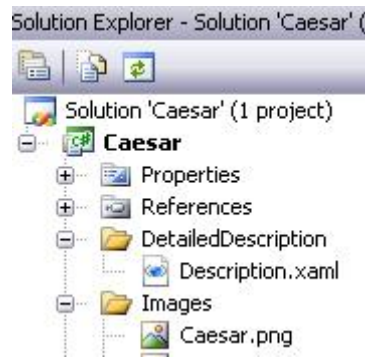 Solution Explorer - Solution 'Caesar' (
Solution 'Caesar' (1 project)
Caesar
Properties
References
DetailedDescription
Description.xaml
Images
Caesar.png